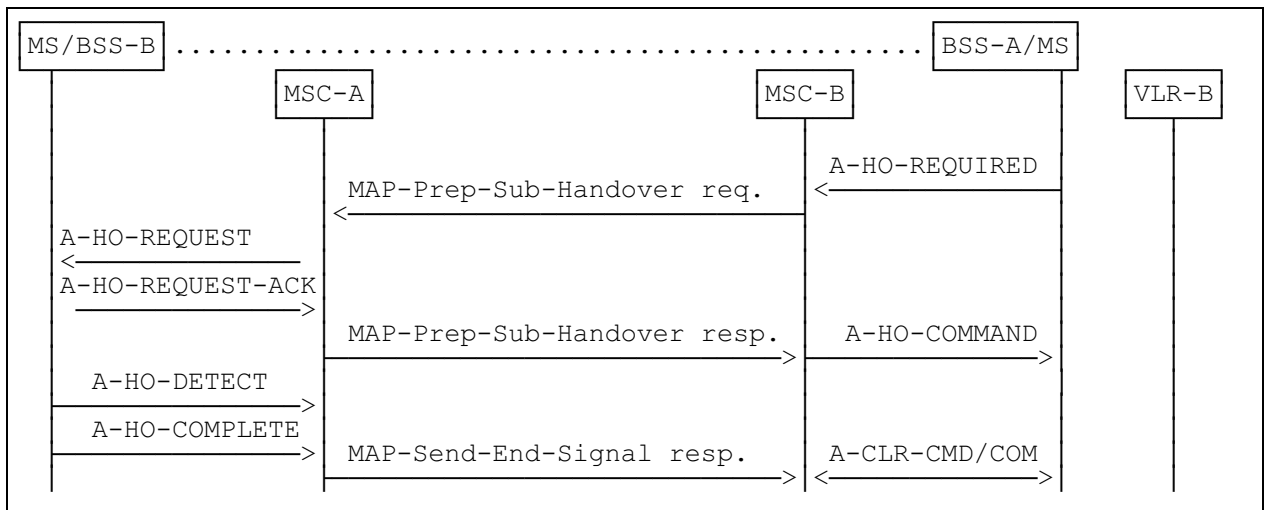 MS/BSS-B ............................................... BSS-A/MS
MSC-A MSC-B VLR-B
A-HO-REQUIRED
MAP-Prep-Sub-Handover req.
A-HO-REQUEST
A-HO-REQUEST-ACK
MAP-Prep-Sub-Handover resp. A-HO-COMMAND
A-HO-DETECT
A-HO-COMPLETE
MAP-Send-End-Signal resp. A-CLR-CMD/COM